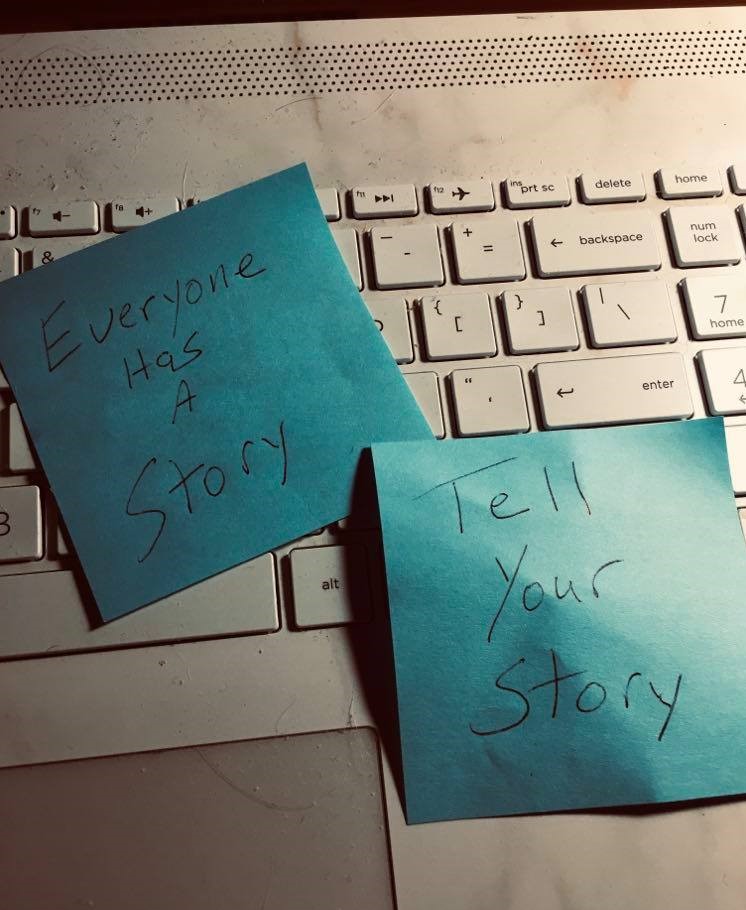 Everyone
Has
A
Story
Tell
Your
Story
f7
f8
f11
f12
ins prt sc
delete
home
&
- 
+ =
← backspace
num lock
{ [
} ]
| \
7 home
enter
4
alt